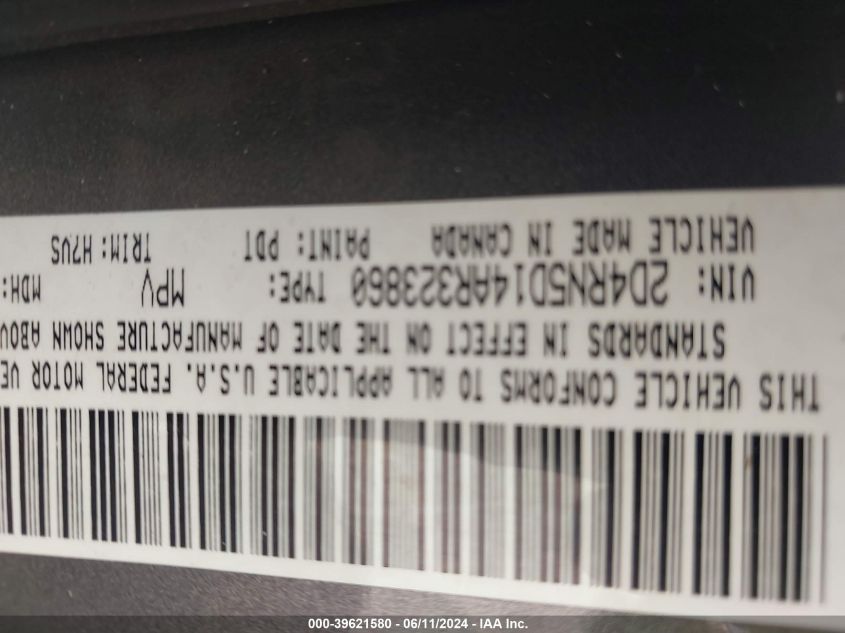 THIS VEHICLE CONFORMS TO ALL APPLICABLE U.S.A. FEDERAL MOTOR VE
STANDARDS IN EFFECT ON THE DATE OF MANUFACTURE SHOWN ABOV
VIN: 2D4RN5D14AR323860 TYPE: MPV MDH:
VEHICLE MADE IN CANADA PAINT: PDT TRIM: H7VS
000-39621580 - 06/11/2024 - IAA Inc.